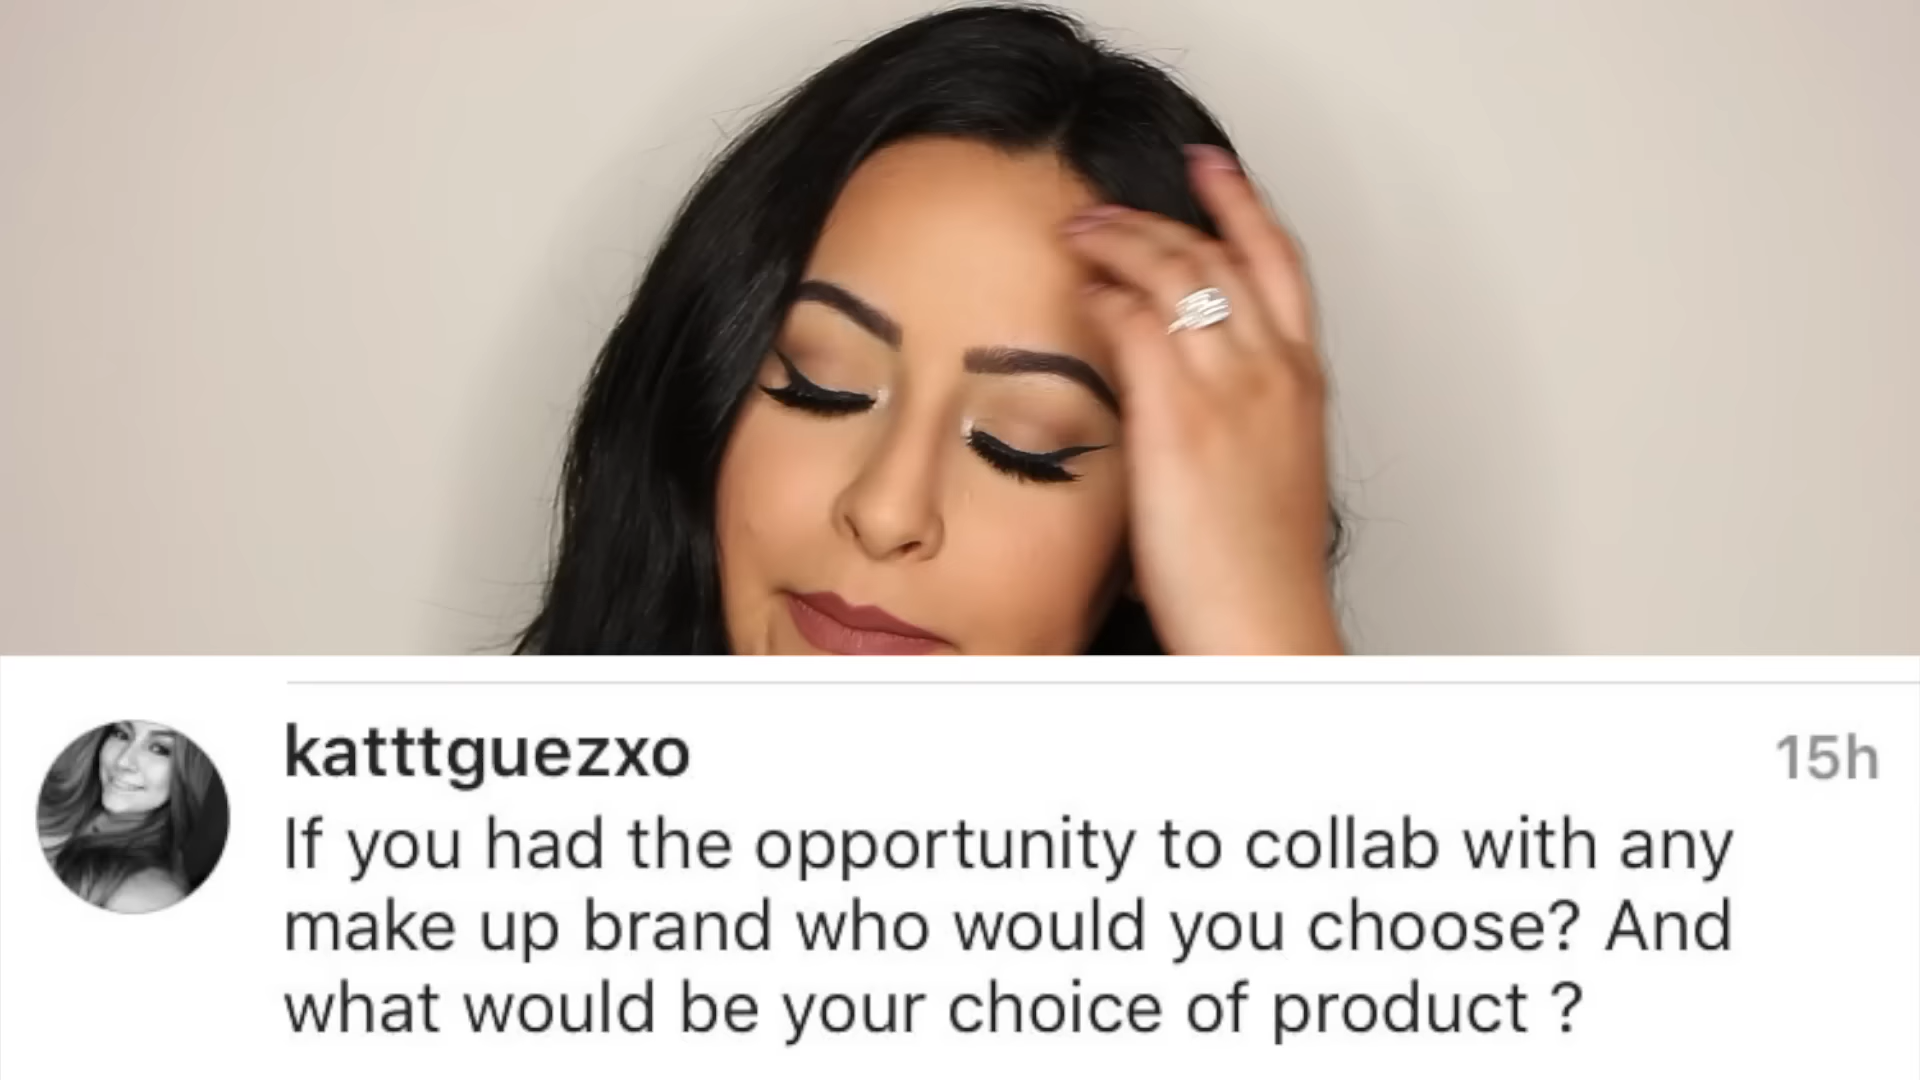 katttguezxo
15h
If you had the opportunity to collab with any
make up brand who would you choose? And
what would be your choice of product ?